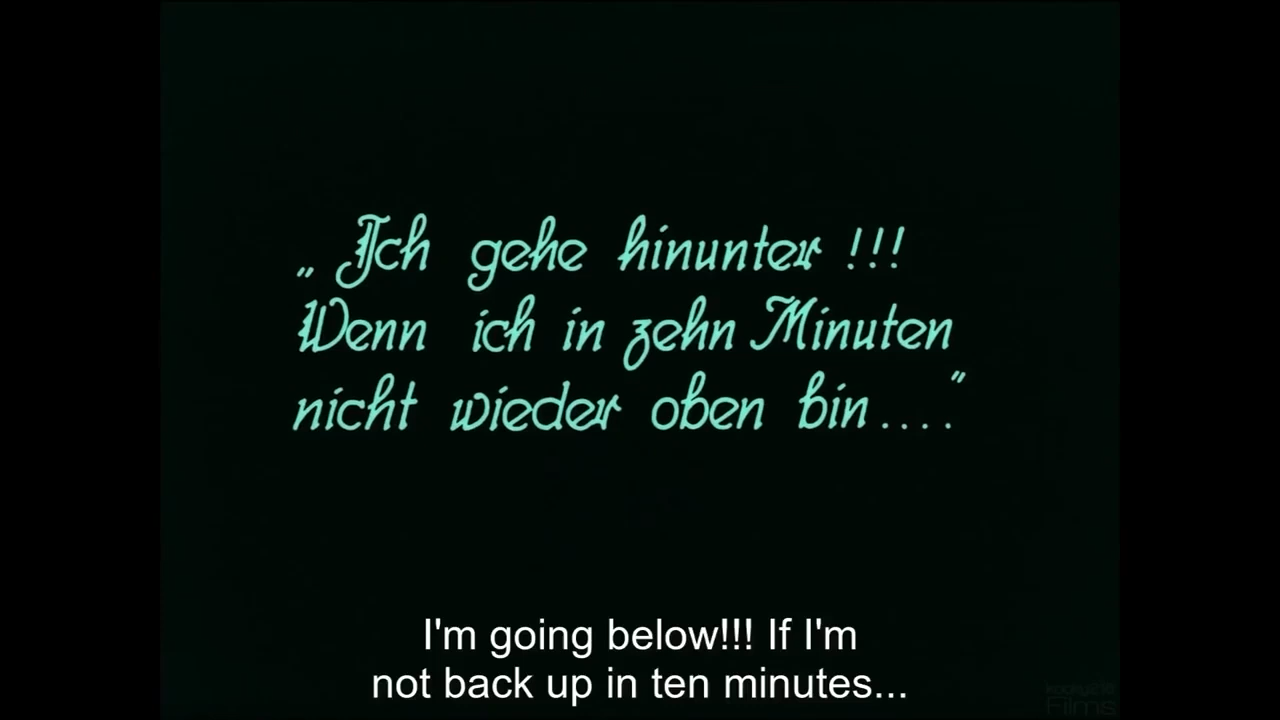 „Ich gehe hinunter !!!
Wenn ich in zehn Minuten
nicht wieder oben bin...."
I'm going below!!! If I'm
not back up in ten minutes...
Films